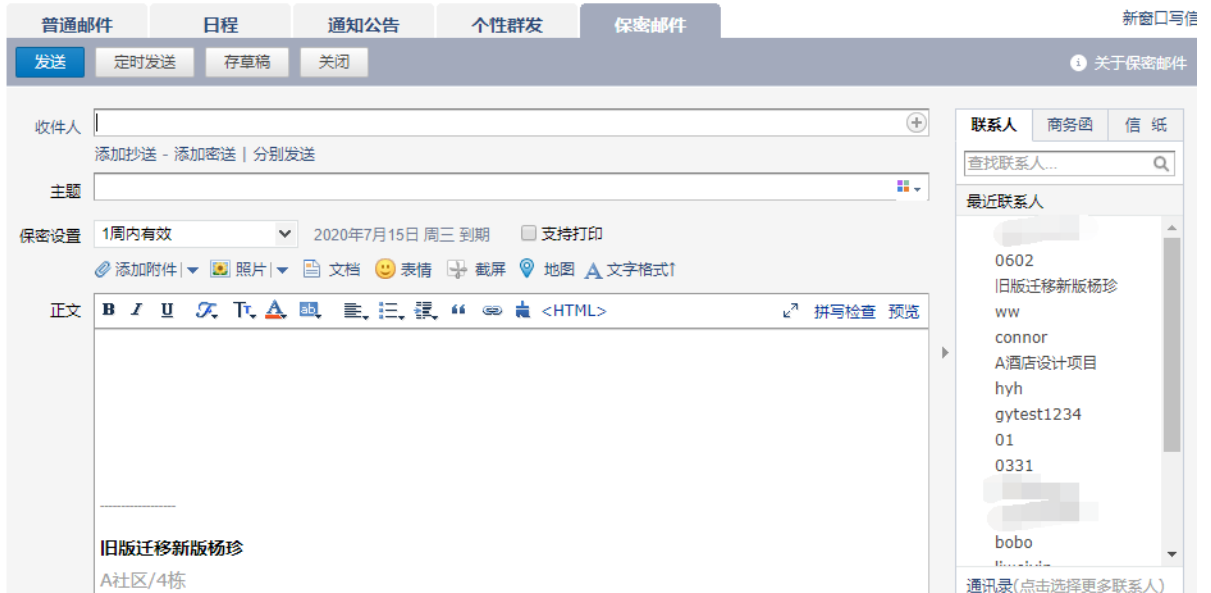 普通邮件 日程 通知公告 个性群发 保密邮件 新窗口写信
发送 定时发送 存草稿 关闭 关于保密邮件
收件人
添加抄送 - 添加密送 | 分别发送
主题
保密设置 1周内有效 2020年7月15日 周三 到期 支持打印
添加附件 | 照片 | 文档 表情 截屏 地图 文字格式↑
正文 B I U <HTML> 拼写检查 预览
旧版迁移新版杨珍
A社区/4栋
联系人 商务函 信 纸
查找联系人...
最近联系人
0602
旧版迁移新版杨珍
ww
connor
A酒店设计项目
hyh
gytest1234
01
0331
bobo
通讯录(点击选择更多联系人)